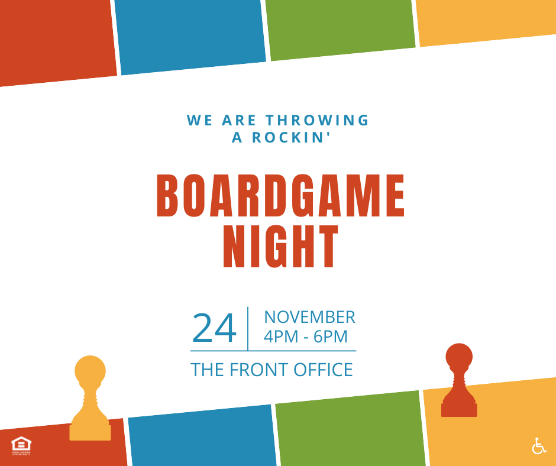 WE ARE THROWING
A ROCKIN'
BOARDGAME
NIGHT
24
NOVEMBER
4PM - 6PM
THE FRONT OFFICE